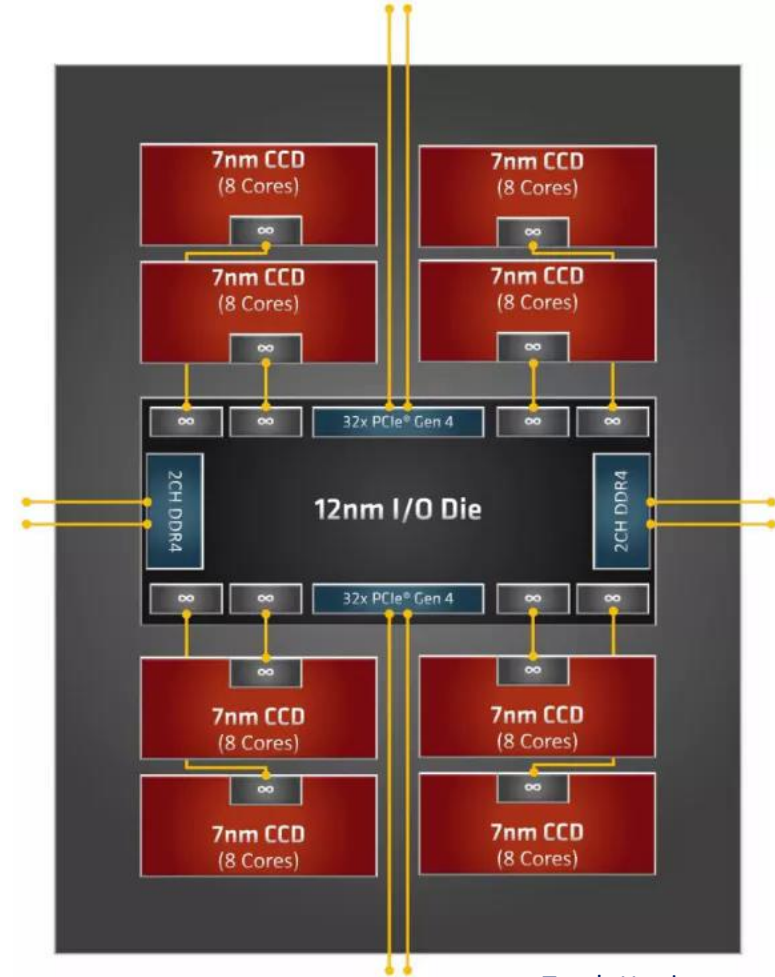 7nm CCD
(8 Cores)
∞
7nm CCD
(8 Cores)
∞
7nm CCD
(8 Cores)
∞
7nm CCD
(8 Cores)
∞
∞ ∞ 32x PCIe® Gen 4 ∞ ∞
2CH DDR4
12nm I/O Die
2CH DDR4
∞ ∞ 32x PCIe® Gen 4 ∞ ∞
∞
7nm CCD
(8 Cores)
∞
7nm CCD
(8 Cores)
∞
7nm CCD
(8 Cores)
∞
7nm CCD
(8 Cores)